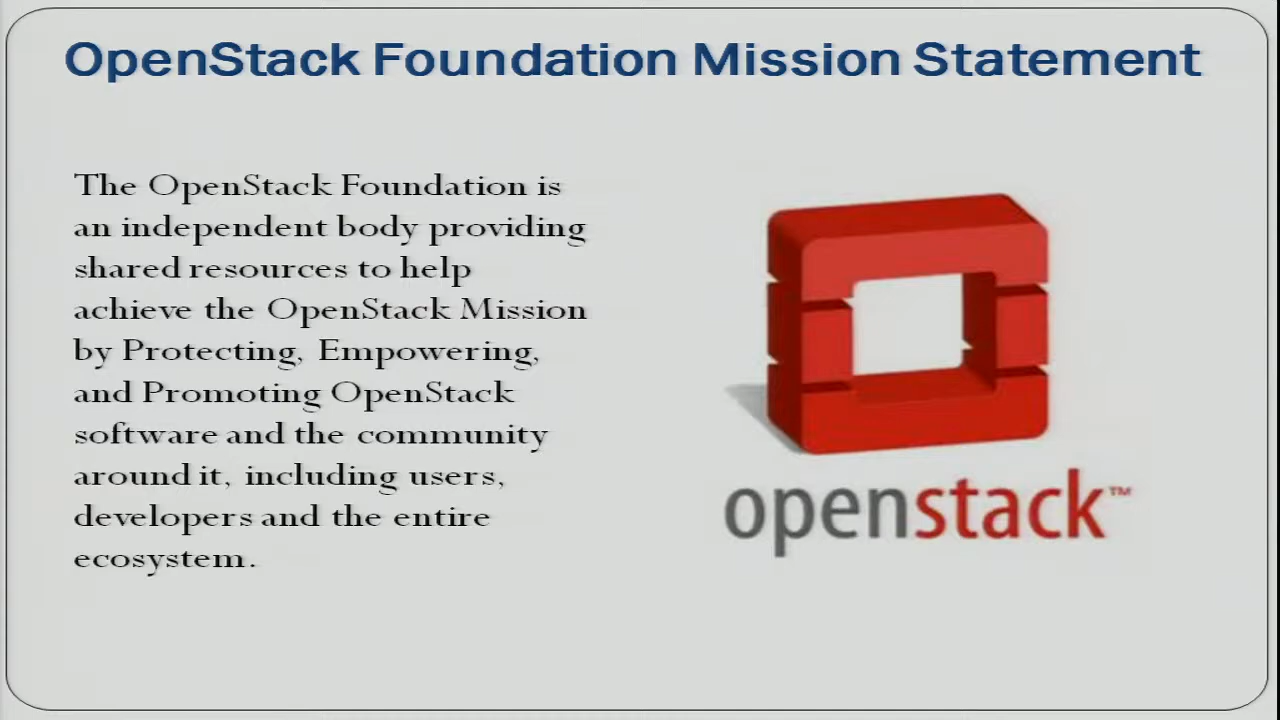 OpenStack Foundation Mission Statement
The OpenStack Foundation is
an independent body providing
shared resources to help
achieve the OpenStack Mission
by Protecting, Empowering,
and Promoting OpenStack
software and the community
around it, including users,
developers and the entire
ecosystem.
openstack™